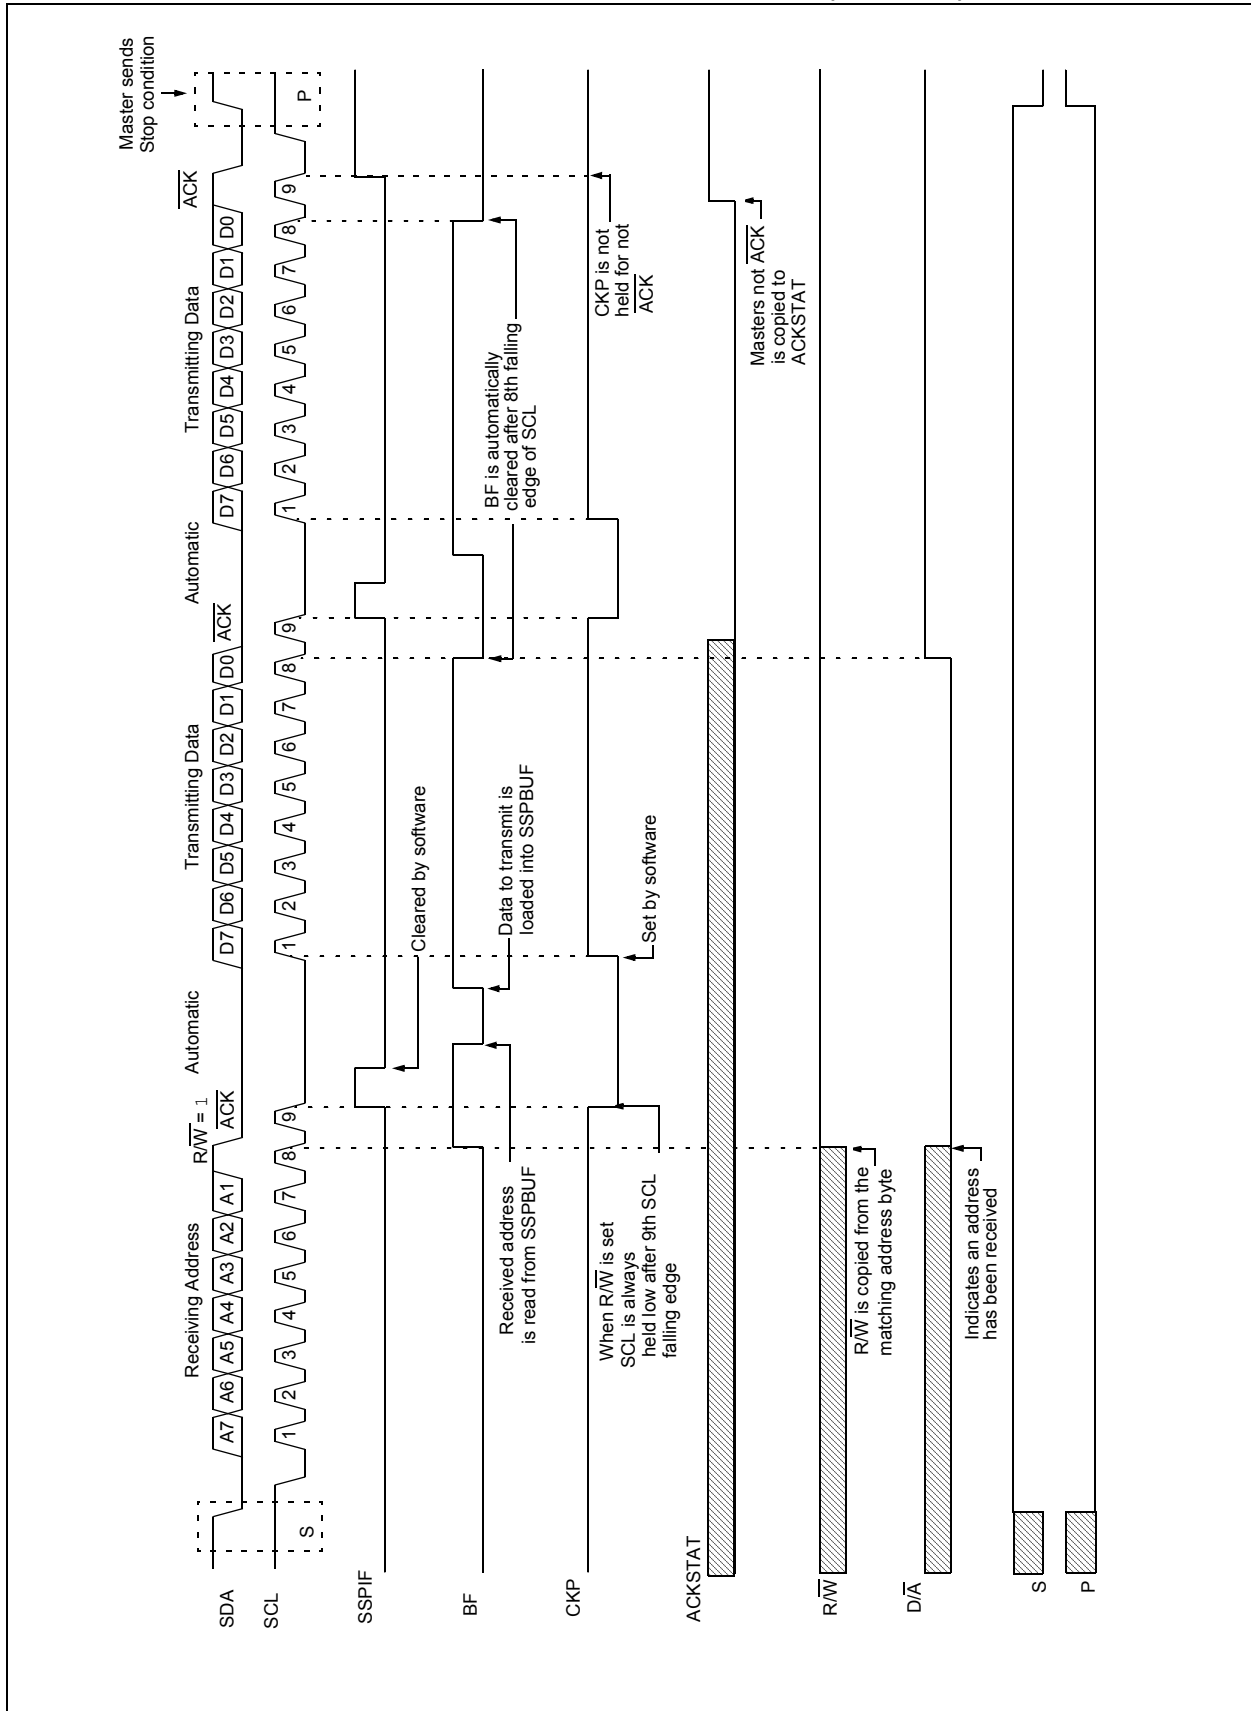 Master sends
Stop condition
Receiving Address
R/W = 1
Automatic
Transmitting Data
Automatic
Transmitting Data
ACK
ACK
ACK
SDA
A7 A6 A5 A4 A3 A2 A1
D7 D6 D5 D4 D3 D2 D1 D0
D7 D6 D5 D4 D3 D2 D1 D0
SCL
S
1 2 3 4 5 6 7 8 9
1 2 3 4 5 6 7 8 9
1 2 3 4 5 6 7 8 9
P
SSPIF
Cleared by software
BF
Received address
is read from SSPBUF
Data to transmit is
loaded into SSPBUF
BF is automatically
cleared after 8th falling
edge of SCL
CKP
When R/W is set
SCL is always
held low after 9th SCL
falling edge
Set by software
CKP is not
held for not
ACK
ACKSTAT
Masters not ACK
is copied to
ACKSTAT
R/W
R/W is copied from the
matching address byte
D/A
Indicates an address
has been received
S
P